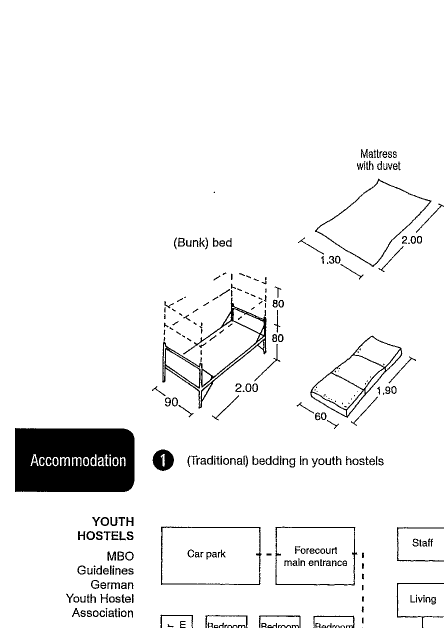 Mattress
with duvet
2.00
1.30
(Bunk) bed
80
80
2.00
90
1.90
60
Accommodation
1 (Traditional) bedding in youth hostels
YOUTH
HOSTELS
MBO
Guidelines
German
Youth Hostel
Association
Car park
Forecourt
main entrance
Staff
Living
Bedroom
Bedroom
Bedroom